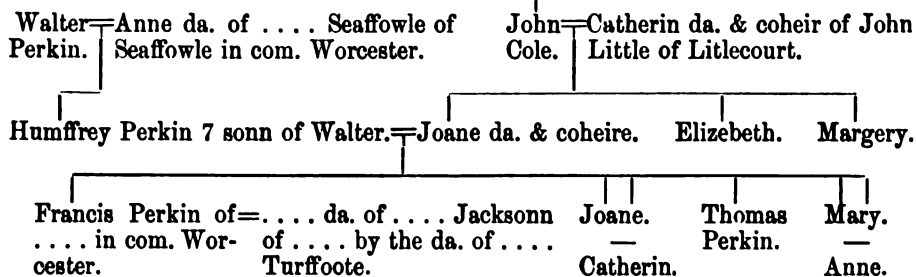 Walter=Anne da. of .... Seaffowle of
Perkin. Seaffowle in com. Worcester.
John=Catherin da. & coheir of John
Cole. Little of Litlecourt.
Humffrey Perkin 7 sonn of Walter.=Joane da. & coheire. Elizebeth. Margery.
Francis Perkin of=.... da. of .... Jacksonn
.... in com. Wor- of .... by the da. of ....
cester. Turffoote.
Joane.
—
Catherin.
Thomas
Perkin.
Mary.
—
Anne.